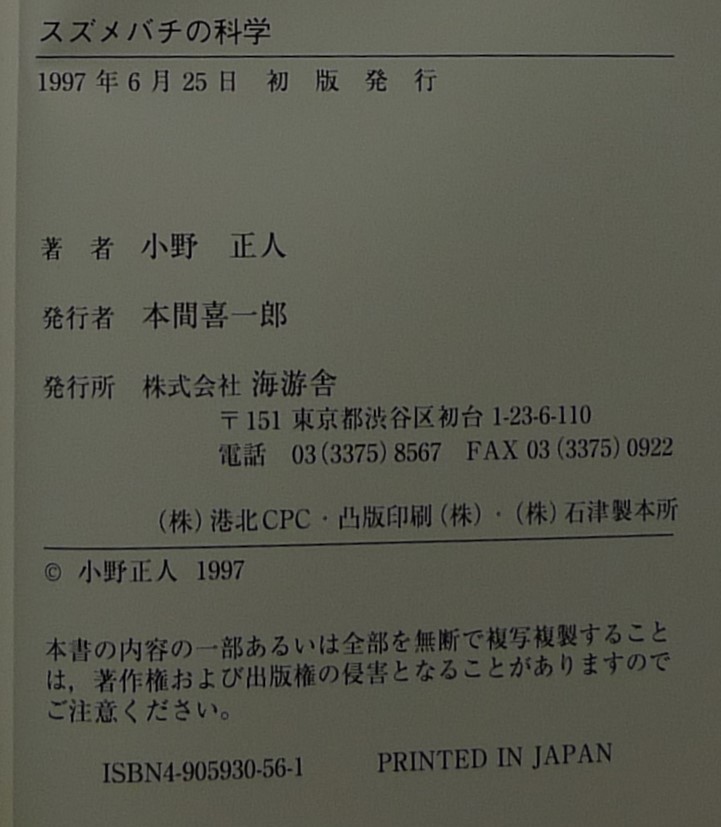 スズメバチの科学
1997 年 6 月 25 日　初　版　発　行
著　者　小野　正人
発行者　本間喜一郎
発行所　株式会社 海游舎
〒151 東京都渋谷区初台 1-23-6-110
電話　03(3375)8567　FAX 03(3375)0922
(株)港北CPC・凸版印刷(株)・(株)石津製本所
© 小野正人 1997
本書の内容の一部あるいは全部を無断で複写複製すること
は，著作権および出版権の侵害となることがありますので
ご注意ください。
ISBN4-905930-56-1　PRINTED IN JAPAN